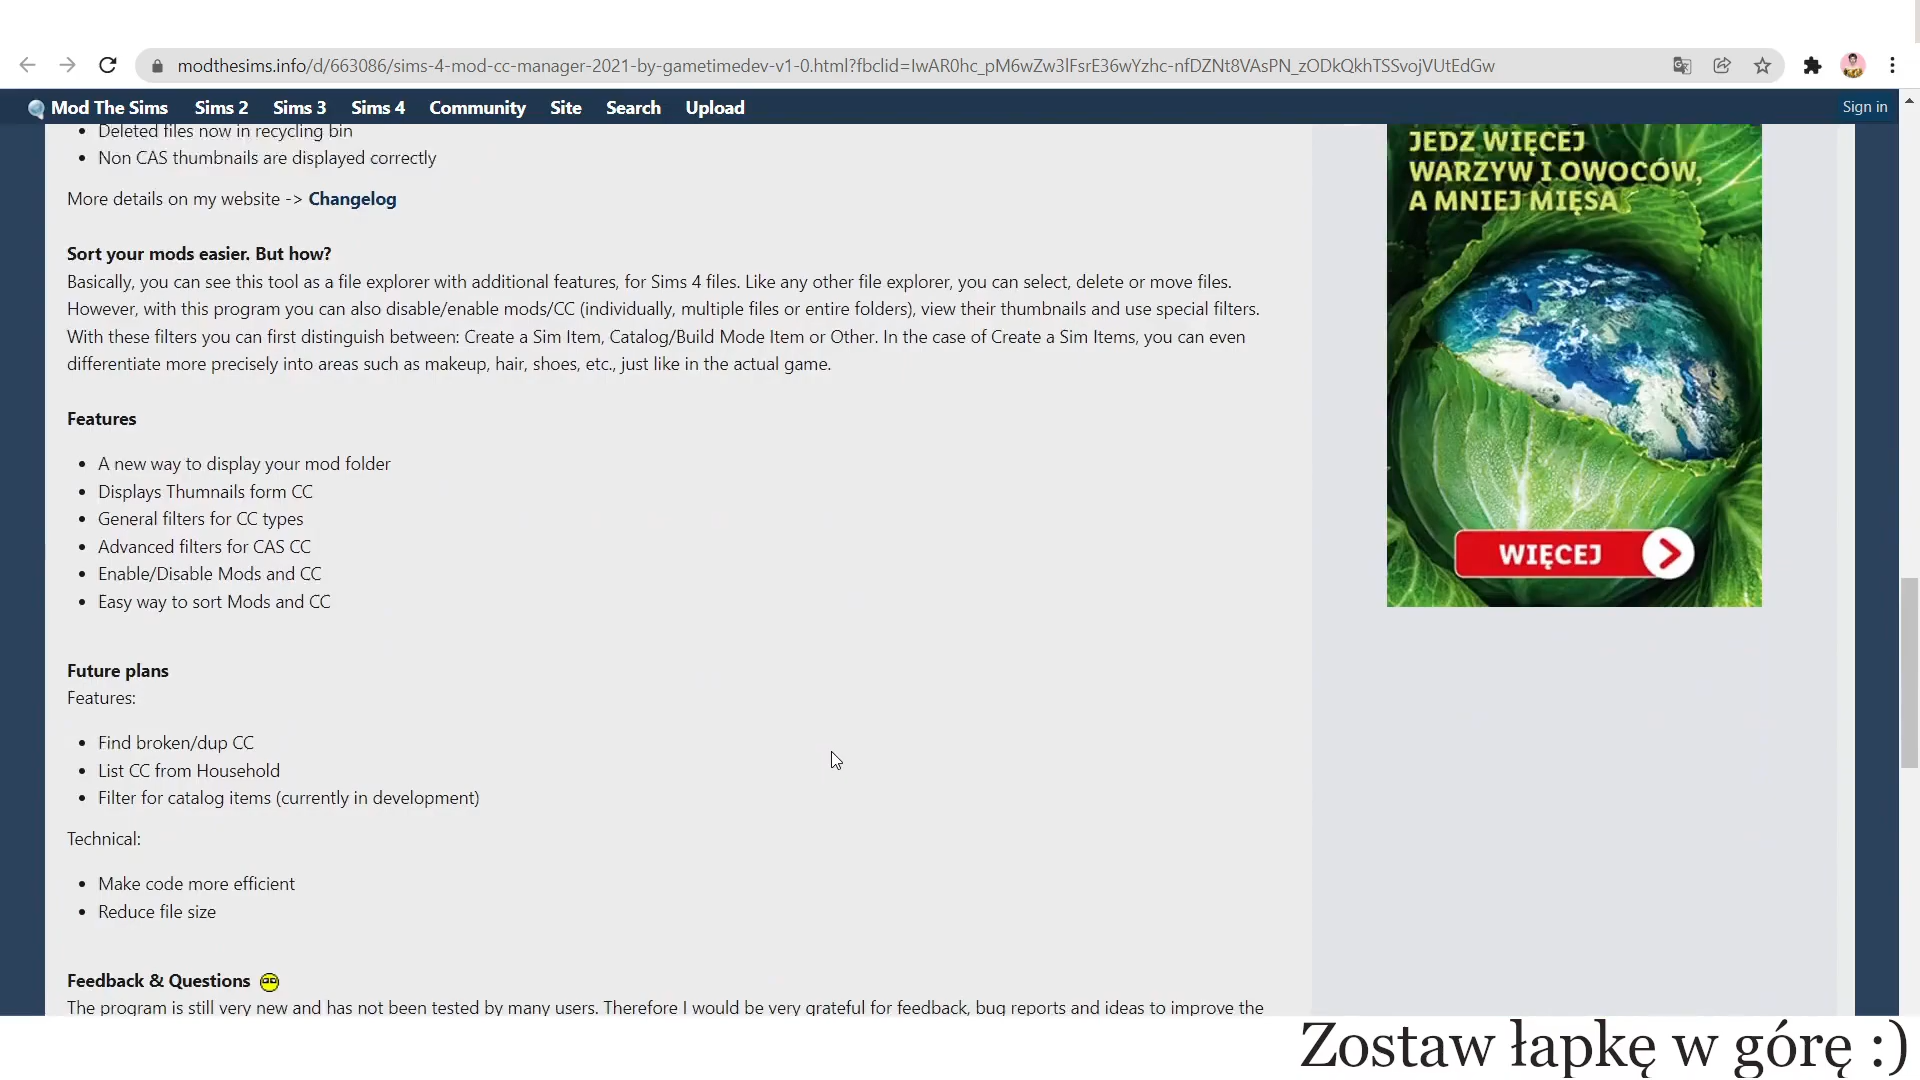 modthesims.info/d/663086/sims-4-mod-cc-manager-2021-by-gametimedev-v1-0.html?fbclid=IwAR0hc_pM6wZw3lFsrE36wYzhc-nfDZNt8VAsPN_zODkQkhTSSvojVUtEdGw
Mod The Sims Sims 2 Sims 3 Sims 4 Community Site Search Upload Sign in
• Deleted files now in recycling bin
• Non CAS thumbnails are displayed correctly
More details on my website -> Changelog
Sort your mods easier. But how?
Basically, you can see this tool as a file explorer with additional features, for Sims 4 files. Like any other file explorer, you can select, delete or move files.
However, with this program you can also disable/enable mods/CC (individually, multiple files or entire folders), view their thumbnails and use special filters.
With these filters you can first distinguish between: Create a Sim Item, Catalog/Build Mode Item or Other. In the case of Create a Sim Items, you can even
differentiate more precisely into areas such as makeup, hair, shoes, etc., just like in the actual game.
Features
• A new way to display your mod folder
• Displays Thumnails form CC
• General filters for CC types
• Advanced filters for CAS CC
• Enable/Disable Mods and CC
• Easy way to sort Mods and CC
Future plans
Features:
• Find broken/dup CC
• List CC from Household
• Filter for catalog items (currently in development)
Technical:
• Make code more efficient
• Reduce file size
Feedback & Questions
The program is still very new and has not been tested by many users. Therefore I would be very grateful for feedback, bug reports and ideas to improve the
JEDZ WIĘCEJ
WARZYW I OWOCÓW,
A MNIEJ MIĘSA
WIĘCEJ
Zostaw łapkę w górę :)